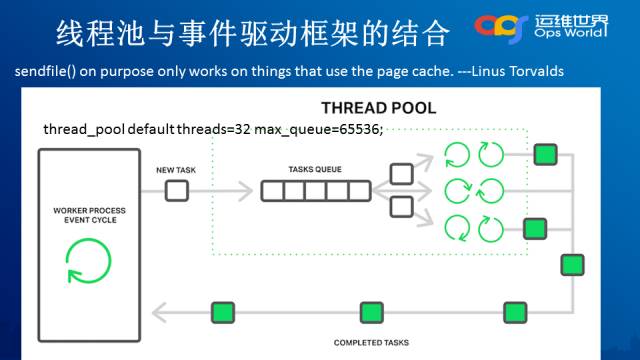 线程池与事件驱动框架的结合
运维世界
Ops World
sendfile() on purpose only works on things that use the page cache. ---Linus Torvalds
THREAD POOL
thread_pool default threads=32 max_queue=65536;
NEW TASK
TASKS QUEUE
WORKER PROCESS
EVENT CYCLE
COMPLETED TASKS